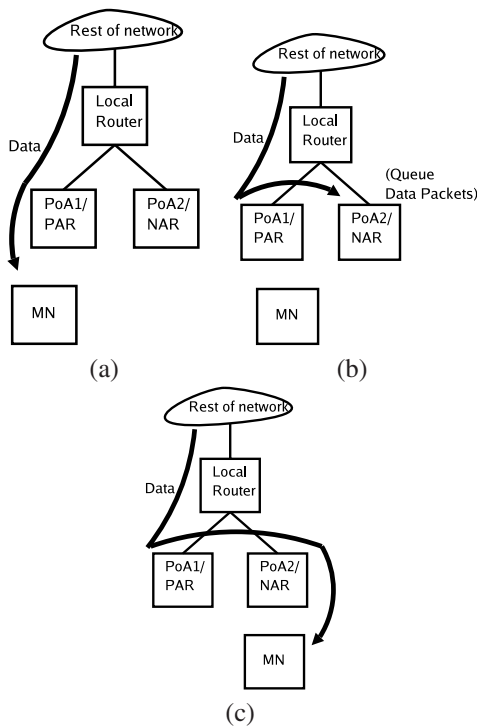 Rest of network
Local
Router
Data
PoA1/
PAR
PoA2/
NAR
MN
(a)
Rest of network
Local
Router
Data
(Queue
Data Packets)
PoA1/
PAR
PoA2/
NAR
MN
(b)
Rest of network
Local
Router
Data
PoA1/
PAR
PoA2/
NAR
MN
(c)